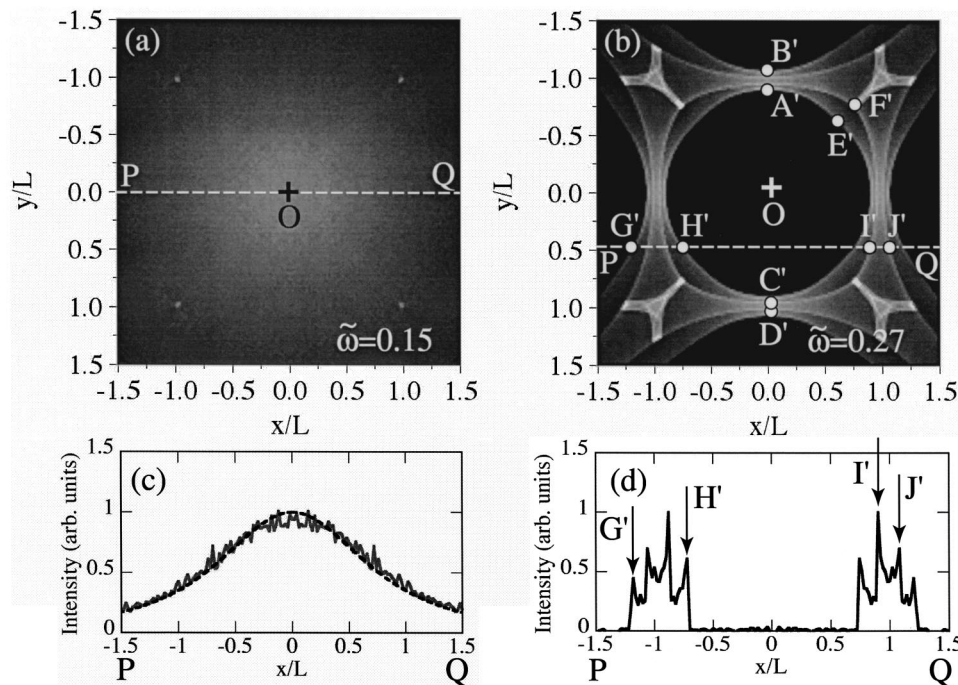 (a)
y/L
-1.5
-1.0
-0.5
0.0
0.5
1.0
1.5
P
Q
O
ω̃=0.15
-1.5 -1.0 -0.5 0.0 0.5 1.0 1.5
x/L
(b)
y/L
-1.5
-1.0
-0.5
0.0
0.5
1.0
1.5
B'
A'
F'
E'
O
G' H' I' J'
P Q
C'
D'
ω̃=0.27
-1.5 -1.0 -0.5 0.0 0.5 1.0 1.5
x/L
(c)
Intensity (arb. units)
1.5
1
0.5
0
-1.5 -1 -0.5 0 0.5 1 1.5
P x/L Q
(d)
Intensity (arb. units)
1.5
1
0.5
0
G'
H'
I'
J'
-1.5 -1 -0.5 0 0.5 1 1.5
P x/L Q